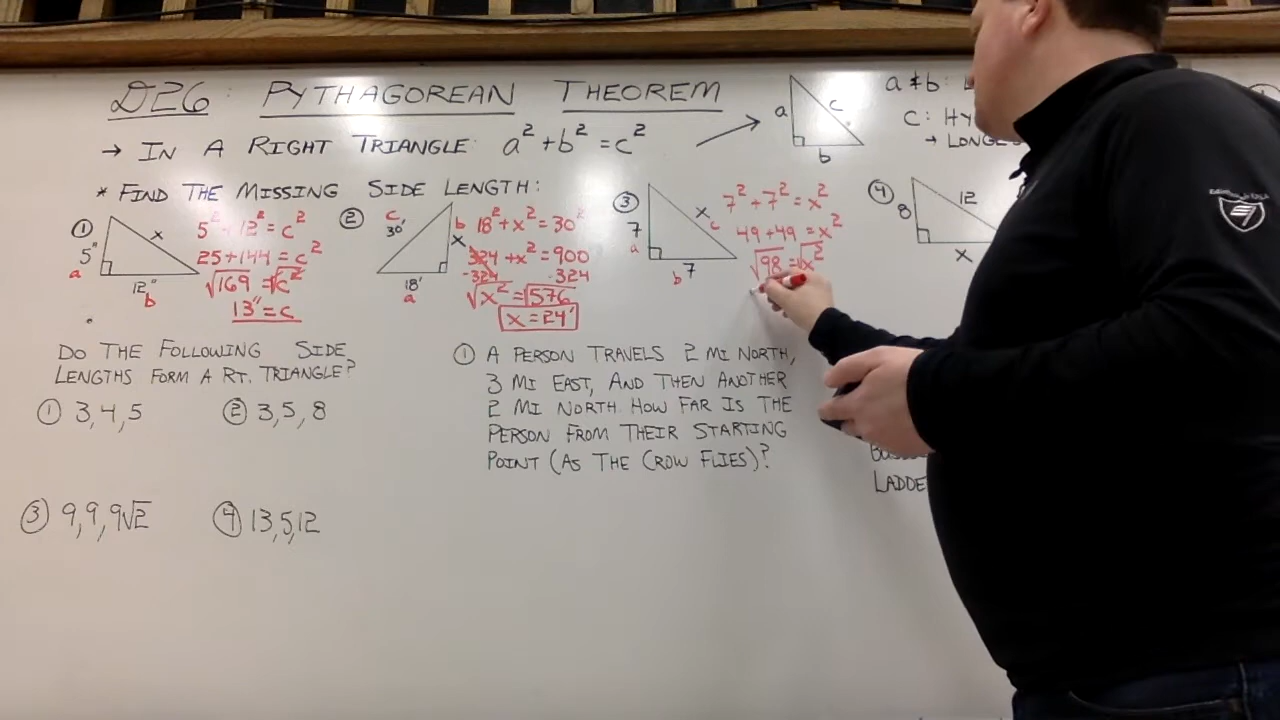 D26: PYTHAGOREAN THEOREM
→ IN A RIGHT TRIANGLE: a² + b² = c²
a
c
b
a & b:
C: HY
→ LONGE
* FIND THE MISSING SIDE LENGTH:
①
5"
x
12"
a
b
5² + 12² = c²
25 + 144 = c²
√169 = √c²
13" = c
②
c
30'
b
x
18'
a
18² + x² = 30²
324 + x² = 900
-324 -324
√x² = √576
x = 24'
③
7
a
x
c
b 7
7² + 7² = x²
49 + 49 = x²
√98 = √x²
④
8
12
x
DO THE FOLLOWING SIDE
LENGTHS FORM A RT. TRIANGLE?
① 3, 4, 5
② 3, 5, 8
③ 9, 9, 9√2
④ 13, 5, 12
① A PERSON TRAVELS 2 MI NORTH,
3 MI EAST, AND THEN ANOTHER
2 MI NORTH. HOW FAR IS THE
PERSON FROM THEIR STARTING
POINT (AS THE CROW FLIES)?
LADDE